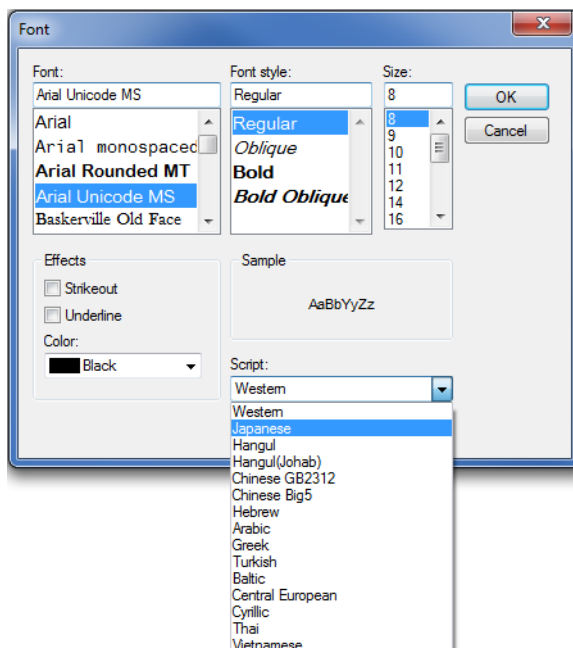 Font
Font: Font style: Size:
Arial Unicode MS Regular 8 OK
Arial Regular 8 Cancel
Arial monospaced Oblique 9
Arial Rounded MT Bold 10
Arial Unicode MS Bold Oblique 11
Baskerville Old Face 12
14
16
Effects Sample
Strikeout
Underline AaBbYyZz
Color:
Black Script:
Western
Western
Japanese
Hangul
Hangul(Johab)
Chinese GB2312
Chinese Big5
Hebrew
Arabic
Greek
Turkish
Baltic
Central European
Cyrillic
Thai
Vietnamese